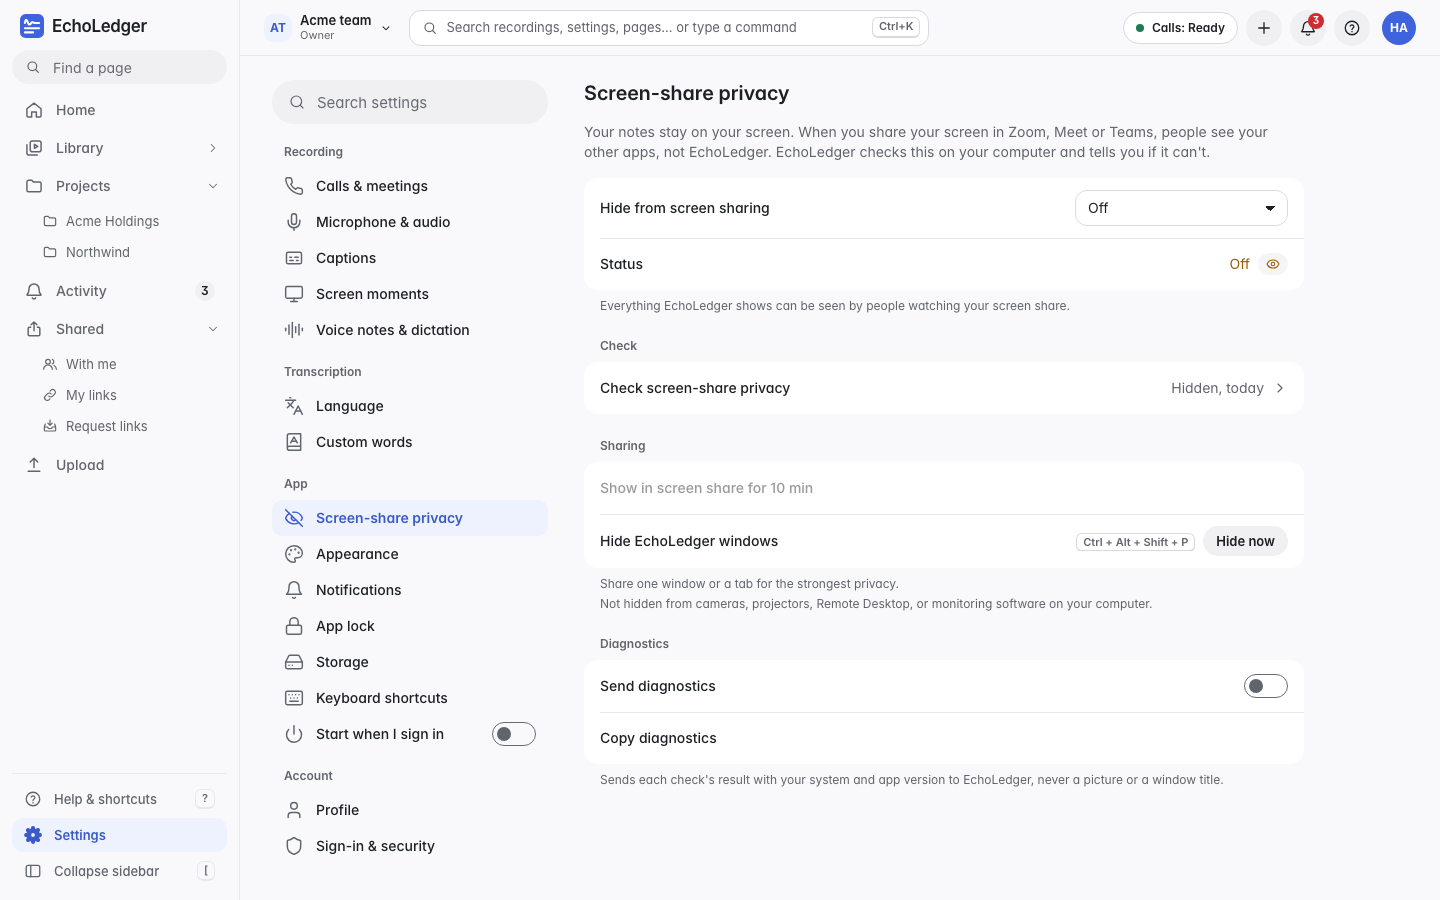 EchoLedger
Find a page
Home
Library
Projects
Acme Holdings
Northwind
Activity
3
Shared
With me
My links
Request links
Upload
Help & shortcuts
?
Settings
Collapse sidebar
[
AT
Acme team
Owner
Search recordings, settings, pages... or type a command
Ctrl+K
Calls: Ready
3
HA
Search settings
Recording
Calls & meetings
Microphone & audio
Captions
Screen moments
Voice notes & dictation
Transcription
Language
Custom words
App
Screen-share privacy
Appearance
Notifications
App lock
Storage
Keyboard shortcuts
Start when I sign in
Account
Profile
Sign-in & security
Screen-share privacy
Your notes stay on your screen. When you share your screen in Zoom, Meet or Teams, people see your
other apps, not EchoLedger. EchoLedger checks this on your computer and tells you if it can't.
Hide from screen sharing
Off
Status
Off
Everything EchoLedger shows can be seen by people watching your screen share.
Check
Check screen-share privacy
Hidden, today
Sharing
Show in screen share for 10 min
Hide EchoLedger windows
Ctrl + Alt + Shift + P
Hide now
Share one window or a tab for the strongest privacy.
Not hidden from cameras, projectors, Remote Desktop, or monitoring software on your computer.
Diagnostics
Send diagnostics
Copy diagnostics
Sends each check's result with your system and app version to EchoLedger, never a picture or a window title.